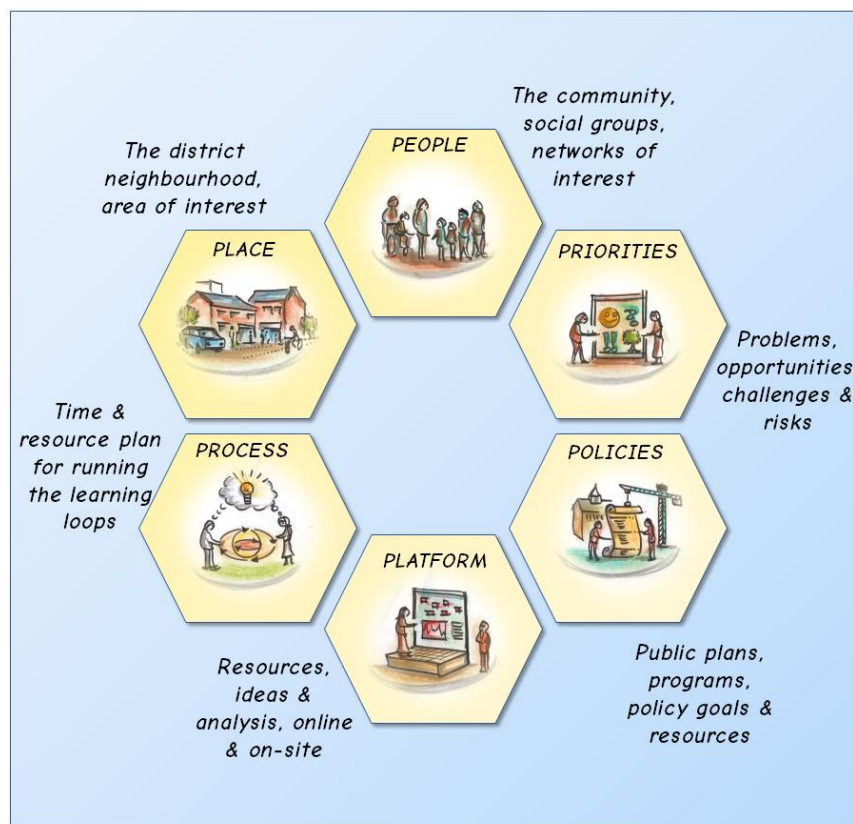 PEOPLE
The community,
social groups,
networks of
interest
The district
neighbourhood,
area of interest
PLACE
PRIORITIES
Problems,
opportunities
challenges &
risks
Time &
resource plan
for running
the learning
loops
PROCESS
POLICIES
PLATFORM
Resources,
ideas &
analysis, online
& on-site
Public plans,
programs,
policy goals &
resources